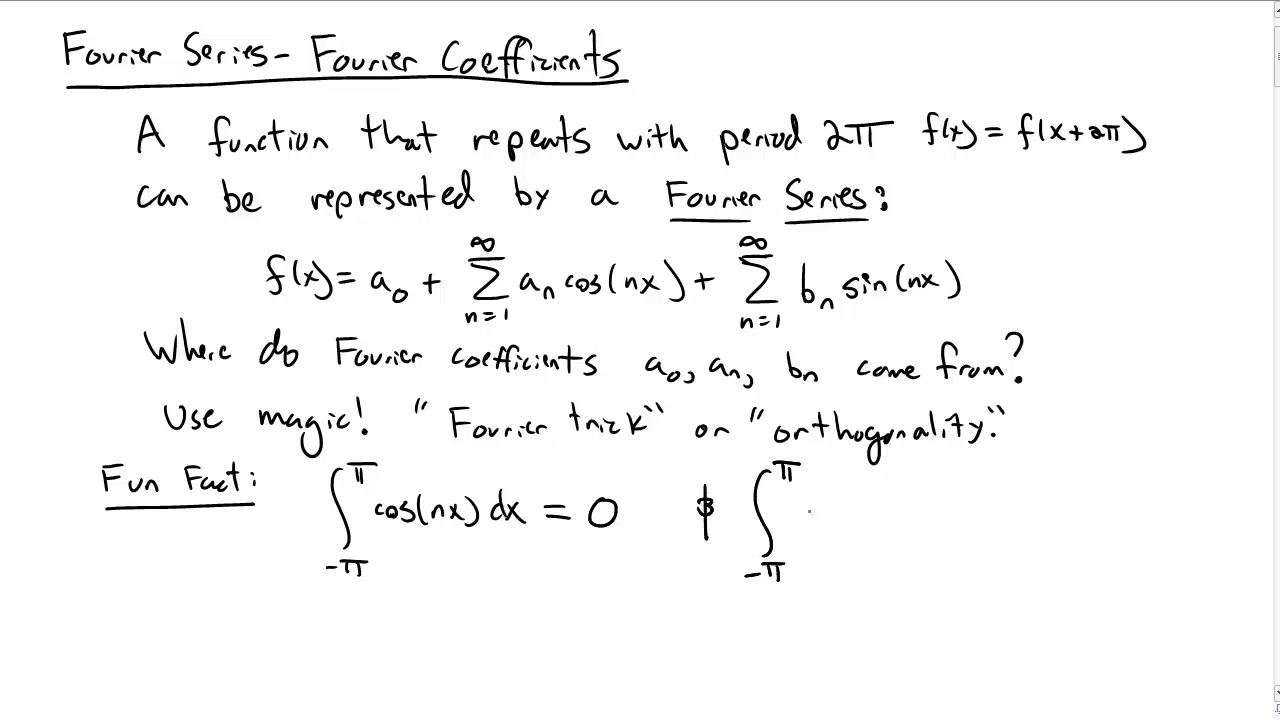 Fourier Series - Fourier Coefficients
A function that repeats with period 2π f(x) = f(x+2π)
can be represented by a Fourier Series:
f(x) = a₀ + ∑_{n=1}^{∞} aₙ cos(nx) + ∑_{n=1}^{∞} bₙ sin(nx)
Where do Fourier coefficients a₀, aₙ, bₙ come from?
Use magic! "Fourier trick" or "orthogonality."
Fun Fact: ∫_{-π}^{π} cos(nx) dx = 0 & ∫_{-π}^{π}